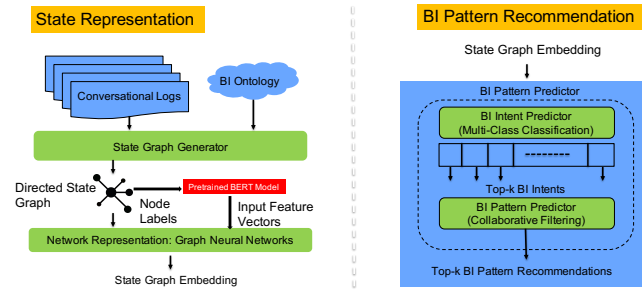 State Representation
Conversational Logs
BI Ontology
State Graph Generator
Directed State
Graph
Node
Labels
Pretrained BERT Model
Input Feature
Vectors
Network Representation: Graph Neural Networks
State Graph Embedding
BI Pattern Recommendation
State Graph Embedding
BI Pattern Predictor
BI Intent Predictor
(Multi-Class Classification)
Top-k BI Intents
BI Pattern Predictor
(Collaborative Filtering)
Top-k BI Pattern Recommendations